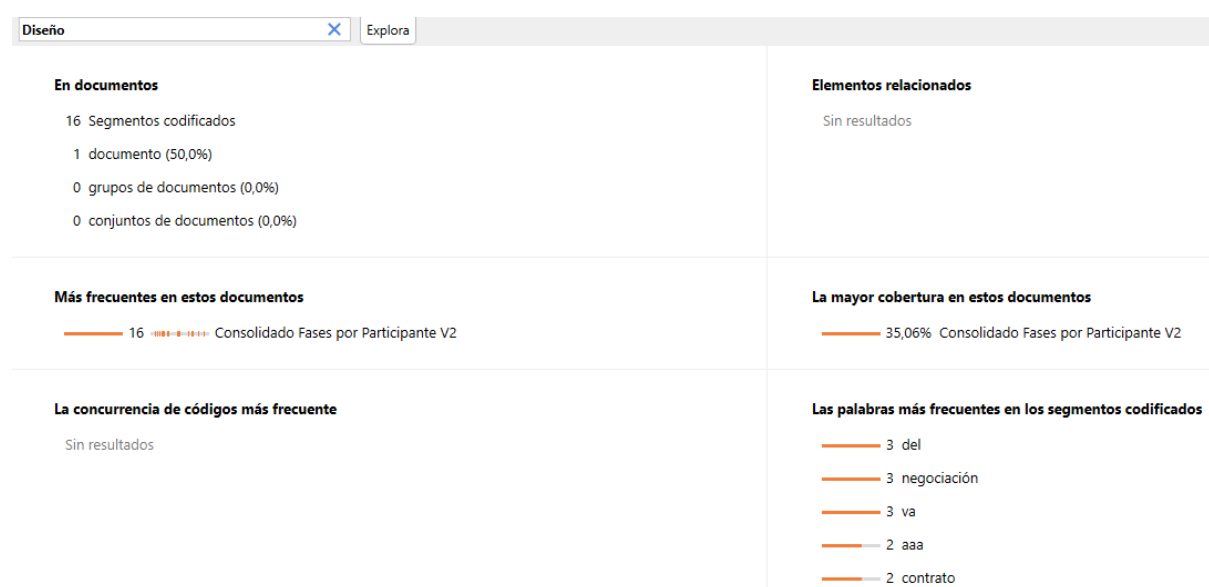 Diseño
Explora
En documentos
16 Segmentos codificados
1 documento (50,0%)
0 grupos de documentos (0,0%)
0 conjuntos de documentos (0,0%)
Elementos relacionados
Sin resultados
Más frecuentes en estos documentos
16 Consolidado Fases por Participante V2
La mayor cobertura en estos documentos
35,06% Consolidado Fases por Participante V2
La concurrencia de códigos más frecuente
Sin resultados
Las palabras más frecuentes en los segmentos codificados
3 del
3 negociación
3 va
2 aaa
2 contrato